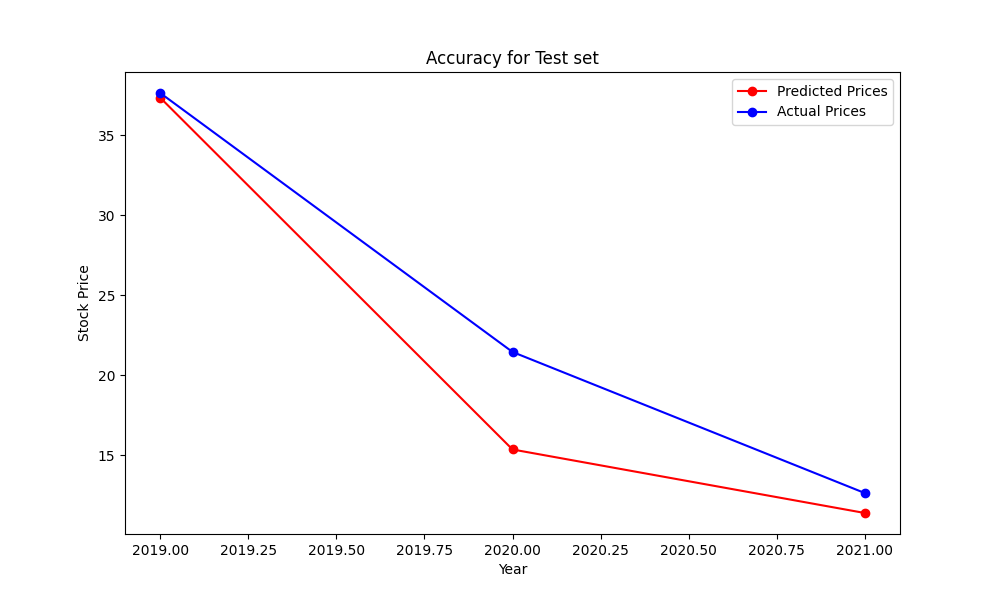 Accuracy for Test set
Predicted Prices
Actual Prices
35
30
25
20
15
Stock Price
2019.00 2019.25 2019.50 2019.75 2020.00 2020.25 2020.50 2020.75 2021.00
Year